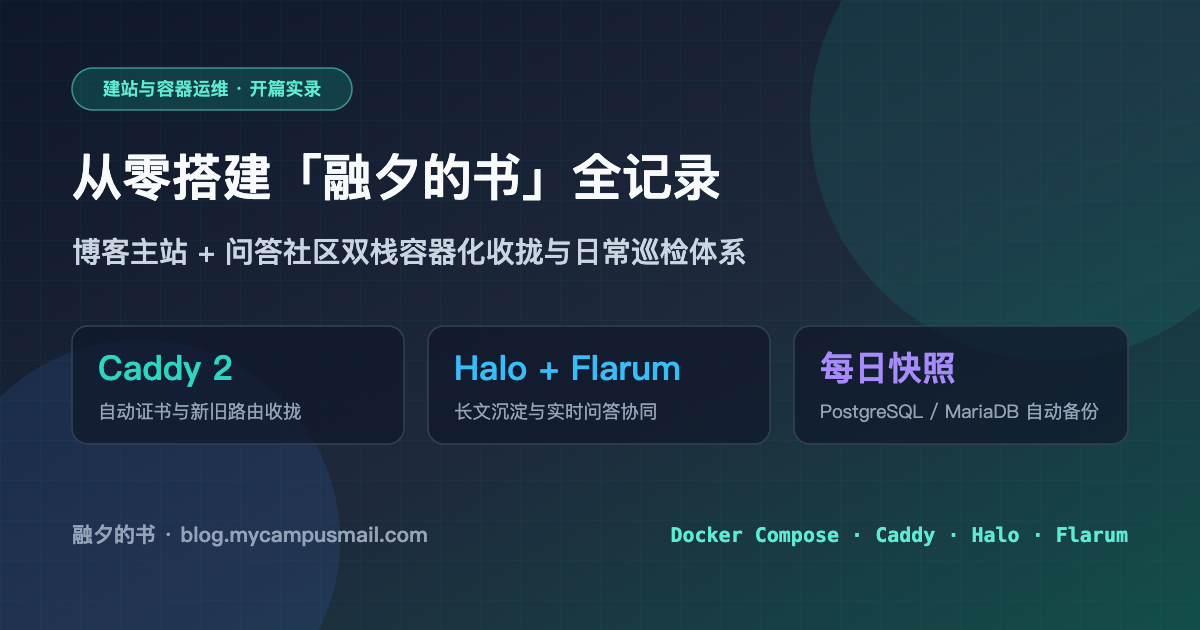 建站与容器运维 · 开篇实录
从零搭建「融夕的书」全记录
博客主站 + 问答社区双栈容器化收拢与日常巡检体系
Caddy 2
自动证书与新旧路由收拢
Halo + Flarum
长文沉淀与实时问答协同
每日快照
PostgreSQL / MariaDB 自动备份
融夕的书 · blog.mycampusmail.com
Docker Compose · Caddy · Halo · Flarum